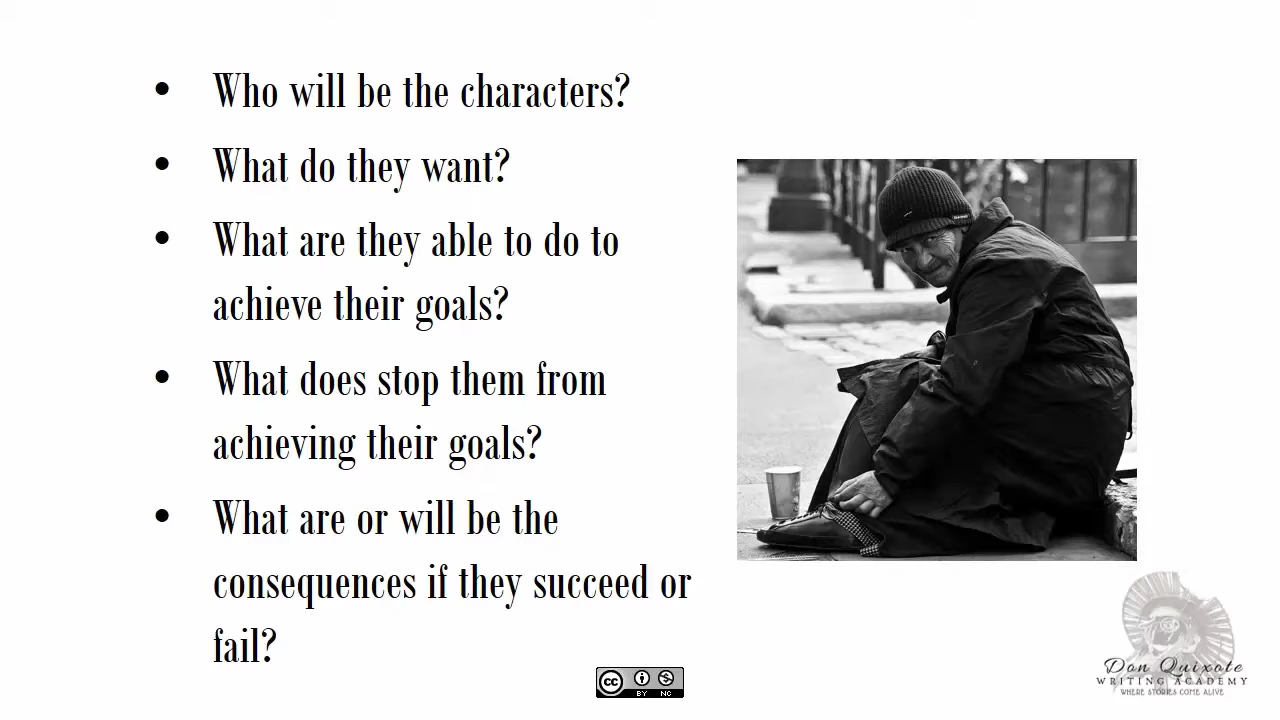 • Who will be the characters?
• What do they want?
• What are they able to do to
achieve their goals?
• What does stop them from
achieving their goals?
• What are or will be the
consequences if they succeed or
fail?
cc
BY NC
Don Quixote
WRITING ACADEMY
WHERE STORIES COME ALIVE